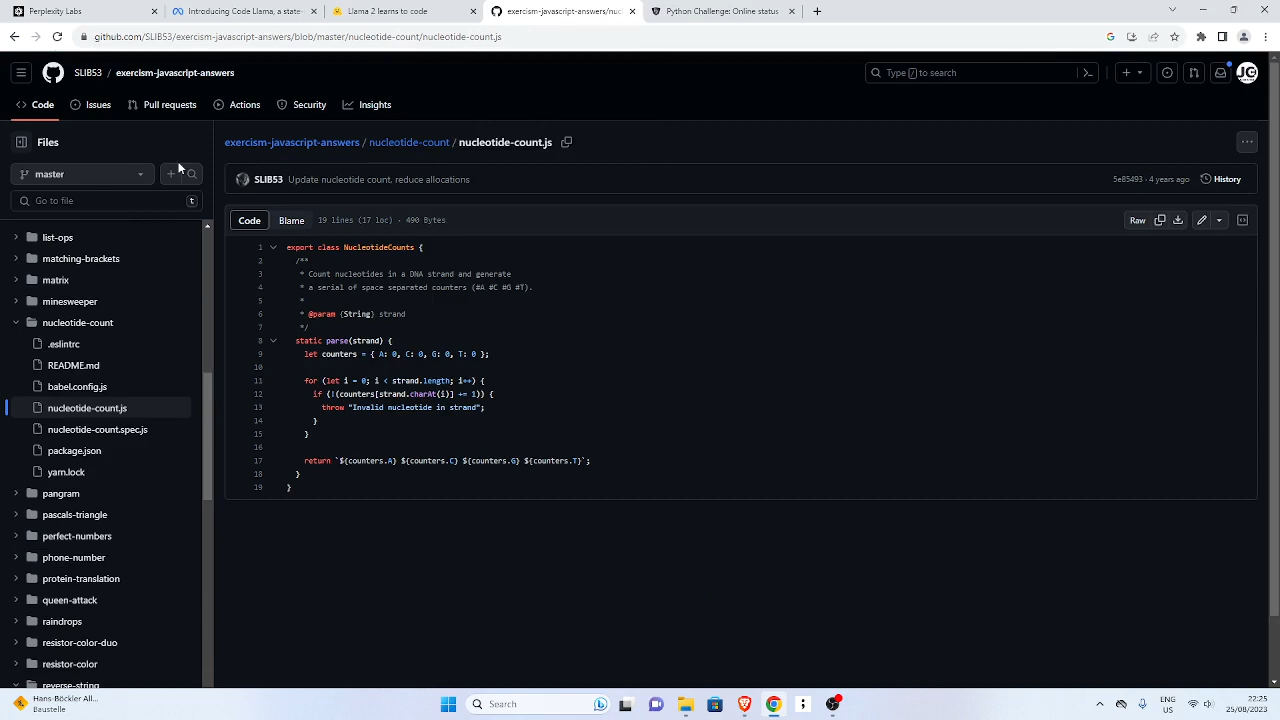 Perplexity Labs
Introducing Code Llama, a state-
Llama 2 learns to code
exercism-javascript-answers/nuc
Python Challenge: Online status
github.com/SLIB53/exercism-javascript-answers/blob/master/nucleotide-count/nucleotide-count.js
SLIB53 / exercism-javascript-answers
Type / to search
JC
Code
Issues
Pull requests
Actions
Security
Insights
Files
master
Go to file
t
list-ops
matching-brackets
matrix
minesweeper
nucleotide-count
.eslintrc
README.md
babel.config.js
nucleotide-count.js
nucleotide-count.spec.js
package.json
yarn.lock
pangram
pascals-triangle
perfect-numbers
phone-number
protein-translation
queen-attack
raindrops
resistor-color-duo
resistor-color
reverse-string
exercism-javascript-answers / nucleotide-count / nucleotide-count.js
SLIB53 Update nucleotide count, reduce allocations
5e85493 · 4 years ago
History
Code
Blame
19 lines (17 loc) · 490 Bytes
Raw
1 export class NucleotideCounts {
2 /**
3 * Count nucleotides in a DNA strand and generate
4 * a serial of space separated counters (#A #C #G #T).
5 *
6 * @param {String} strand
7 */
8 static parse(strand) {
9 let counters = { A: 0, C: 0, G: 0, T: 0 };
10
11 for (let i = 0; i < strand.length; i++) {
12 if (!(counters[strand.charAt(i)] += 1)) {
13 throw "Invalid nucleotide in strand";
14 }
15 }
16
17 return `${counters.A} ${counters.C} ${counters.G} ${counters.T}`;
18 }
19 }
Hans-Böckler All...
Baustelle
Search
ENG
US
22:25
25/08/2023